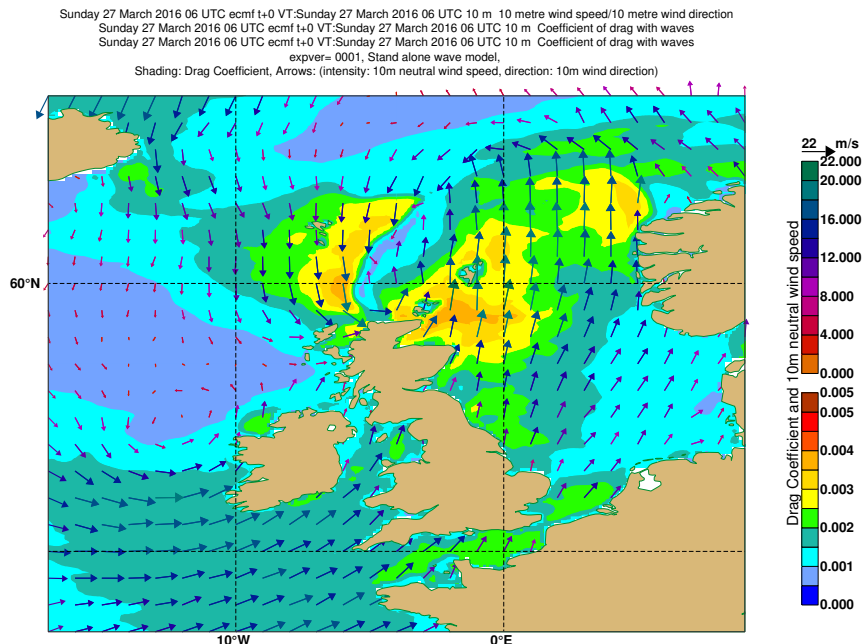 Sunday 27 March 2016 06 UTC ecmf t+0 VT:Sunday 27 March 2016 06 UTC 10 m 10 metre wind speed/10 metre wind direction
Sunday 27 March 2016 06 UTC ecmf t+0 VT:Sunday 27 March 2016 06 UTC 10 m Coefficient of drag with waves
Sunday 27 March 2016 06 UTC ecmf t+0 VT:Sunday 27 March 2016 06 UTC 10 m Coefficient of drag with waves
expver= 0001, Stand alone wave model,
Shading: Drag Coefficient, Arrows: (intensity: 10m neutral wind speed, direction: 10m wind direction)
22 m/s
22.000
20.000
16.000
12.000
8.000
4.000
0.000
0.005
0.005
0.004
0.003
0.002
0.001
0.000
Drag Coefficient and 10m neutral wind speed
60°N
10°W
0°E